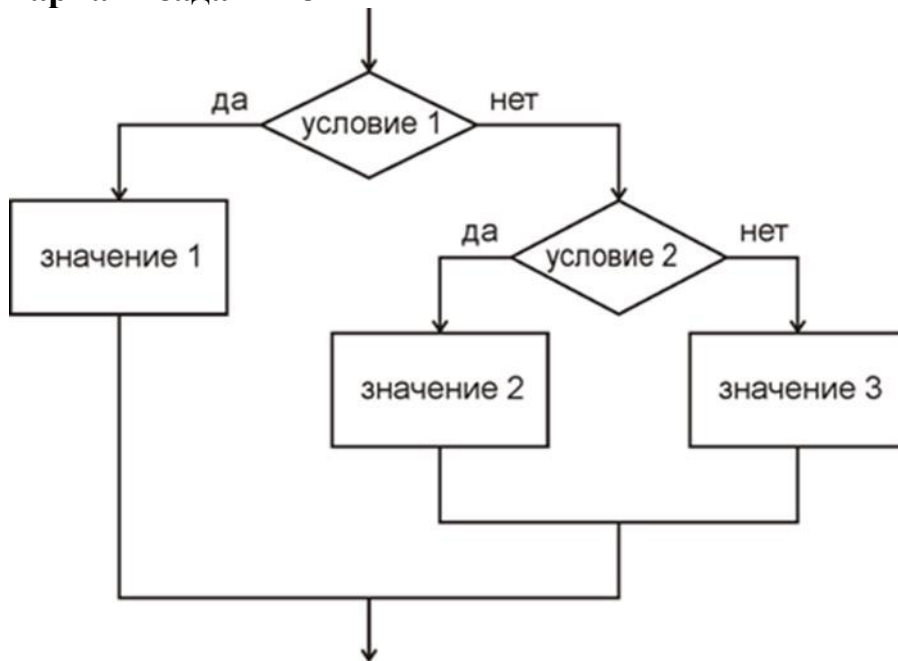 да
условие 1
нет
значение 1
да
условие 2
нет
значение 2
значение 3